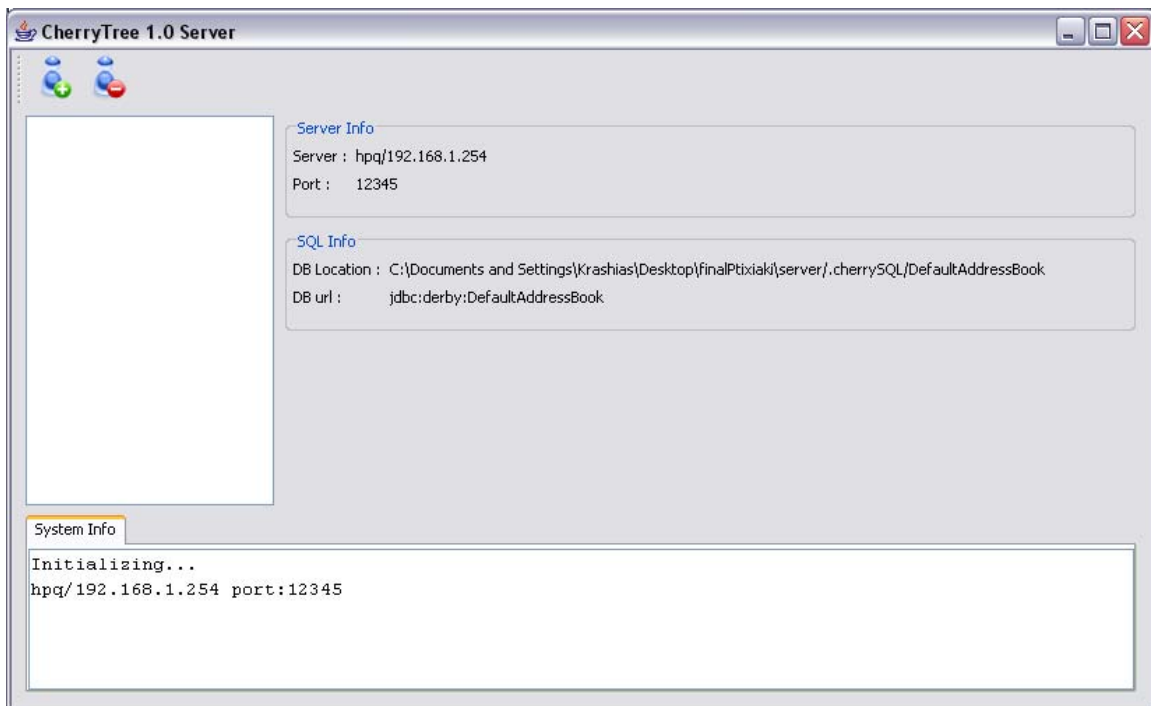 CherryTree 1.0 Server
Server Info
Server : hpq/192.168.1.254
Port : 12345
SQL Info
DB Location : C:\Documents and Settings\Krashias\Desktop\finalPtixiaki\server/.cherrySQL/DefaultAddressBook
DB url : jdbc:derby:DefaultAddressBook
System Info
Initializing...
hpq/192.168.1.254 port:12345